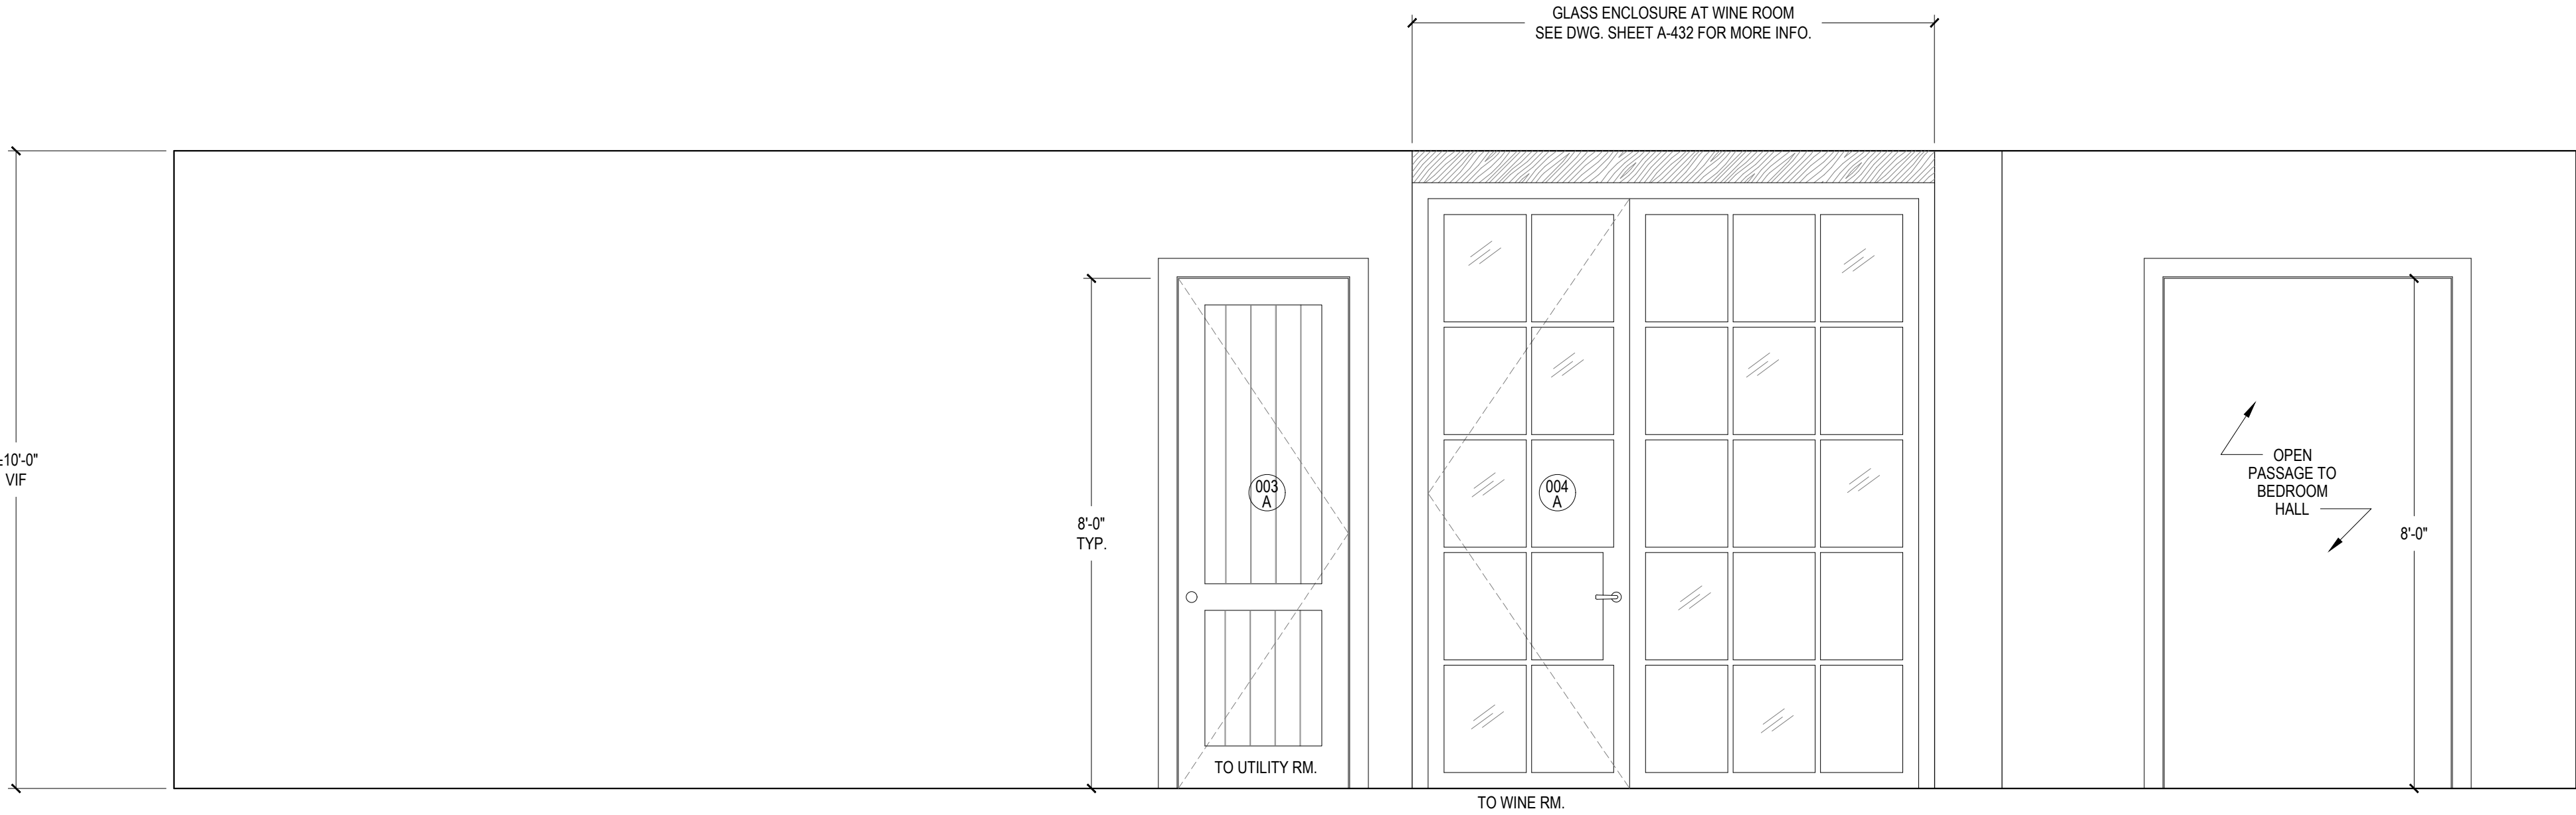 GLASS ENCLOSURE AT WINE ROOM
SEE DWG. SHEET A-432 FOR MORE INFO.
±10'-0"
VIF
8'-0"
TYP.
003
A
TO UTILITY RM.
004
A
TO WINE RM.
OPEN
PASSAGE TO
BEDROOM
HALL
8'-0"